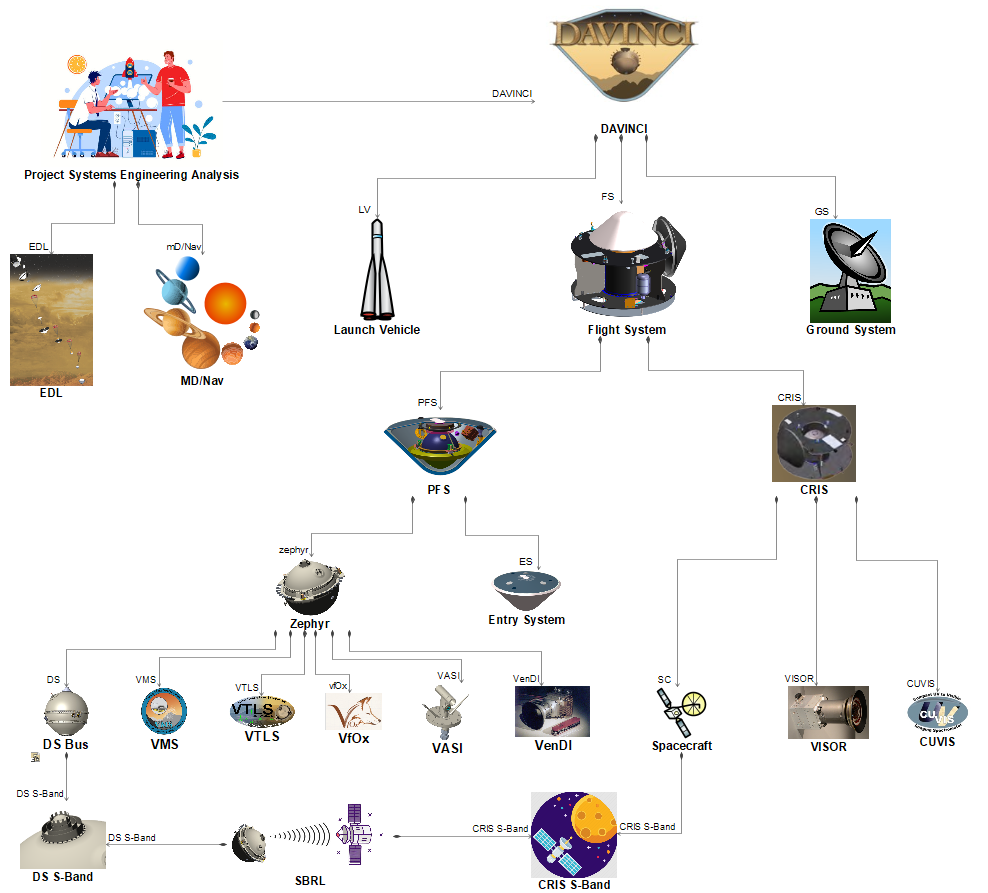 DAVINCI
DAVINCI
DAVINCI
Project Systems Engineering Analysis
LV
FS
GS
EDL
mD/Nav
Launch Vehicle
Flight System
Ground System
EDL
MD/Nav
PFS
CRIS
PFS
CRIS
zephyr
ES
Zephyr
Entry System
DS
VMS
VTLS
vfOx
VASI
VenDI
SC
VISOR
CUVIS
VTLS
CUVIS
DS Bus
VMS
VTLS
VfOx
VASI
VenDI
Spacecraft
VISOR
CUVIS
DS S-Band
DS S-Band
CRIS S-Band
CRIS S-Band
DS S-Band
SBRL
CRIS S-Band